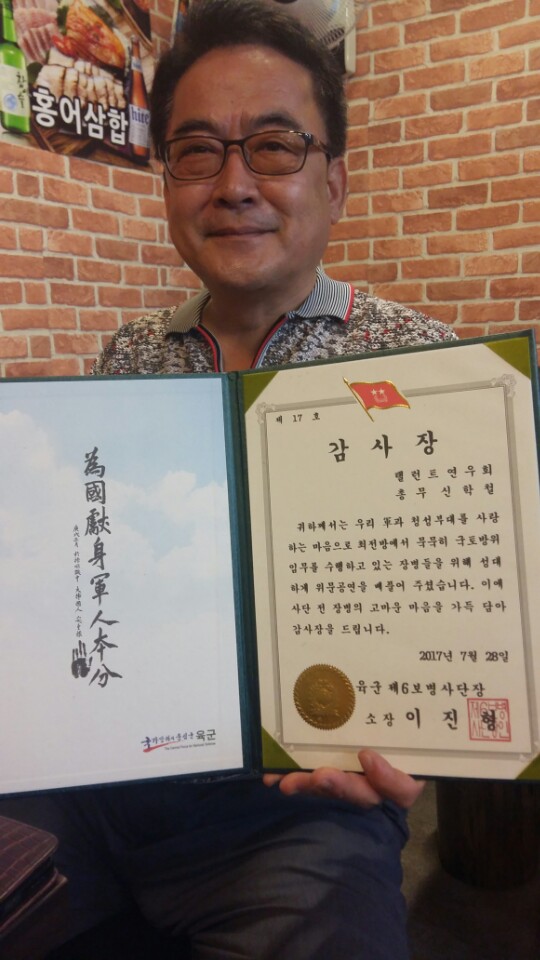 홍어삼합
為國獻身軍人本分
육군
제 17 호
감 사 장
탤런트연우회
총무 신학철
귀하께서는 우리 軍과 청성부대를 사랑
하는 마음으로 최전방에서 묵묵히 국토방위
임무를 수행하고 있는 장병들을 위해 성대
하게 위문공연을 베풀어 주셨습니다. 이에
사단 전 장병의 고마운 마음을 가득 담아
감사장을 드립니다.
2017년 7월 28일
육군 제6보병사단장
소장 이 진 형